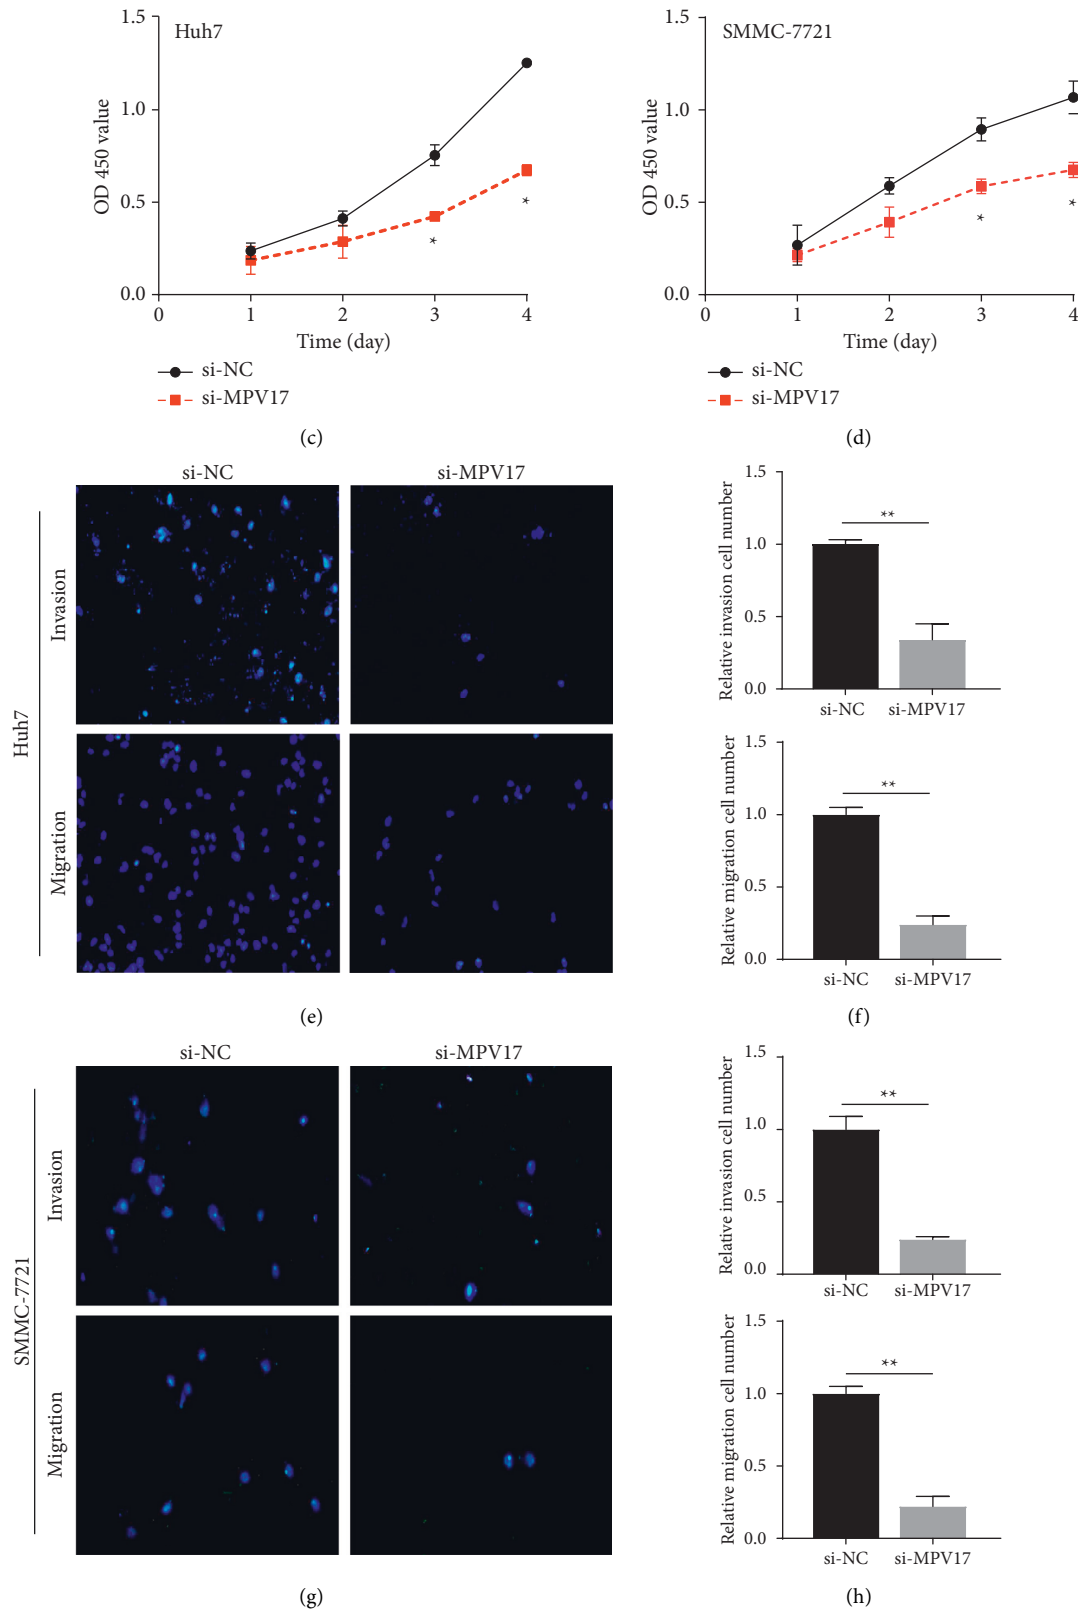 Huh7
1.5
1.0
0.5
0.0
OD 450 value
*
*
0 1 2 3 4
Time (day)
si-NC
si-MPV17
(c)
SMMC-7721
1.5
1.0
0.5
0.0
OD 450 value
*
*
0 1 2 3 4
Time (day)
si-NC
si-MPV17
(d)
si-NC si-MPV17
Huh7
Invasion
Migration
(e)
1.5
1.0
0.5
0.0
Relative invasion cell number
**
si-NC si-MPV17
1.5
1.0
0.5
0.0
Relative migration cell number
**
si-NC si-MPV17
(f)
si-NC si-MPV17
SMMC-7721
Invasion
Migration
(g)
1.5
1.0
0.5
0.0
Relative invasion cell number
**
si-NC si-MPV17
1.5
1.0
0.5
0.0
Relative migration cell number
**
si-NC si-MPV17
(h)